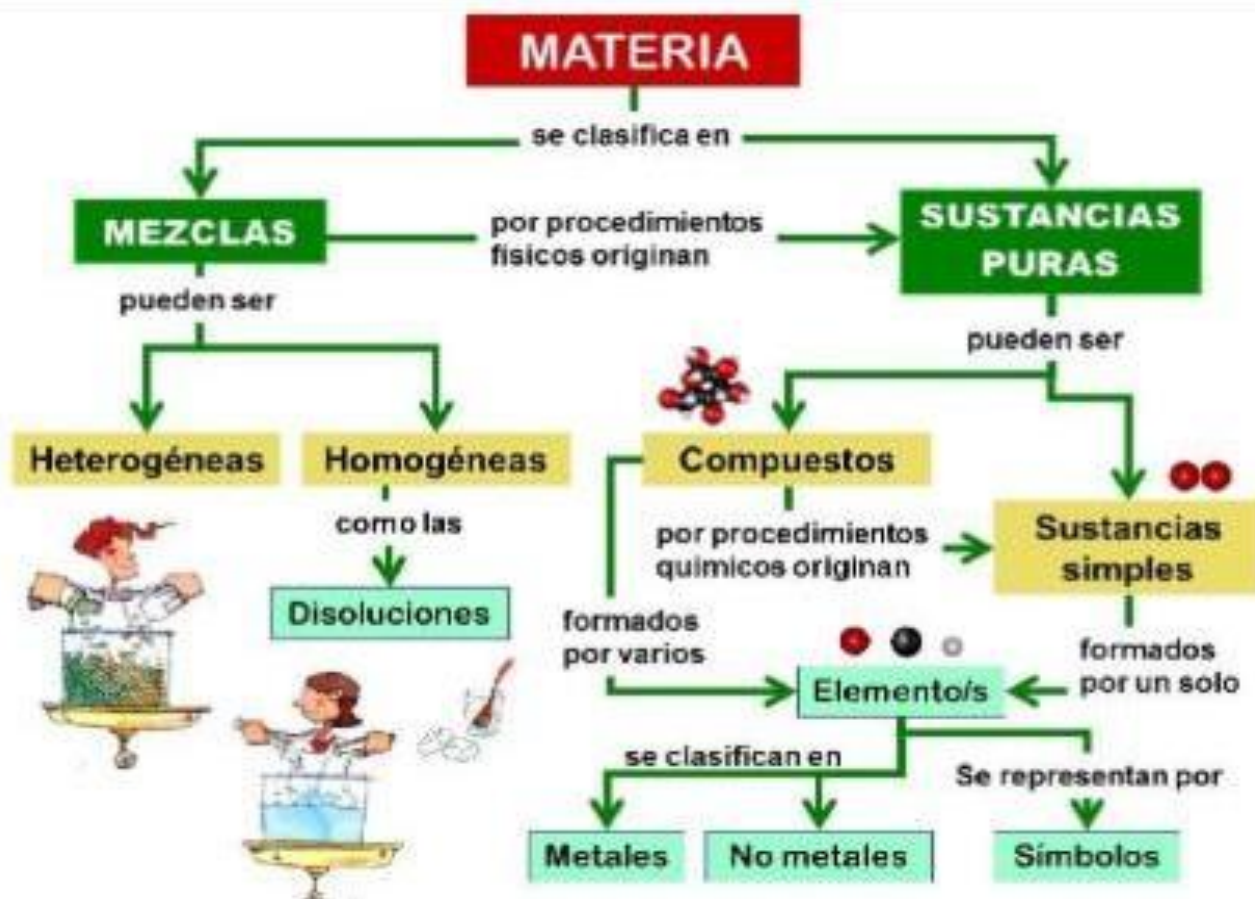 MATERIA
se clasifica en
MEZCLAS
por procedimientos
físicos originan
SUSTANCIAS
PURAS
pueden ser
pueden ser
Heterogéneas
Homogéneas
Compuestos
como las
por procedimientos
quimicos originan
Sustancias
simples
Disoluciones
formados
por varios
formados
por un solo
Elemento/s
se clasifican en
Se representan por
Metales
No metales
Símbolos